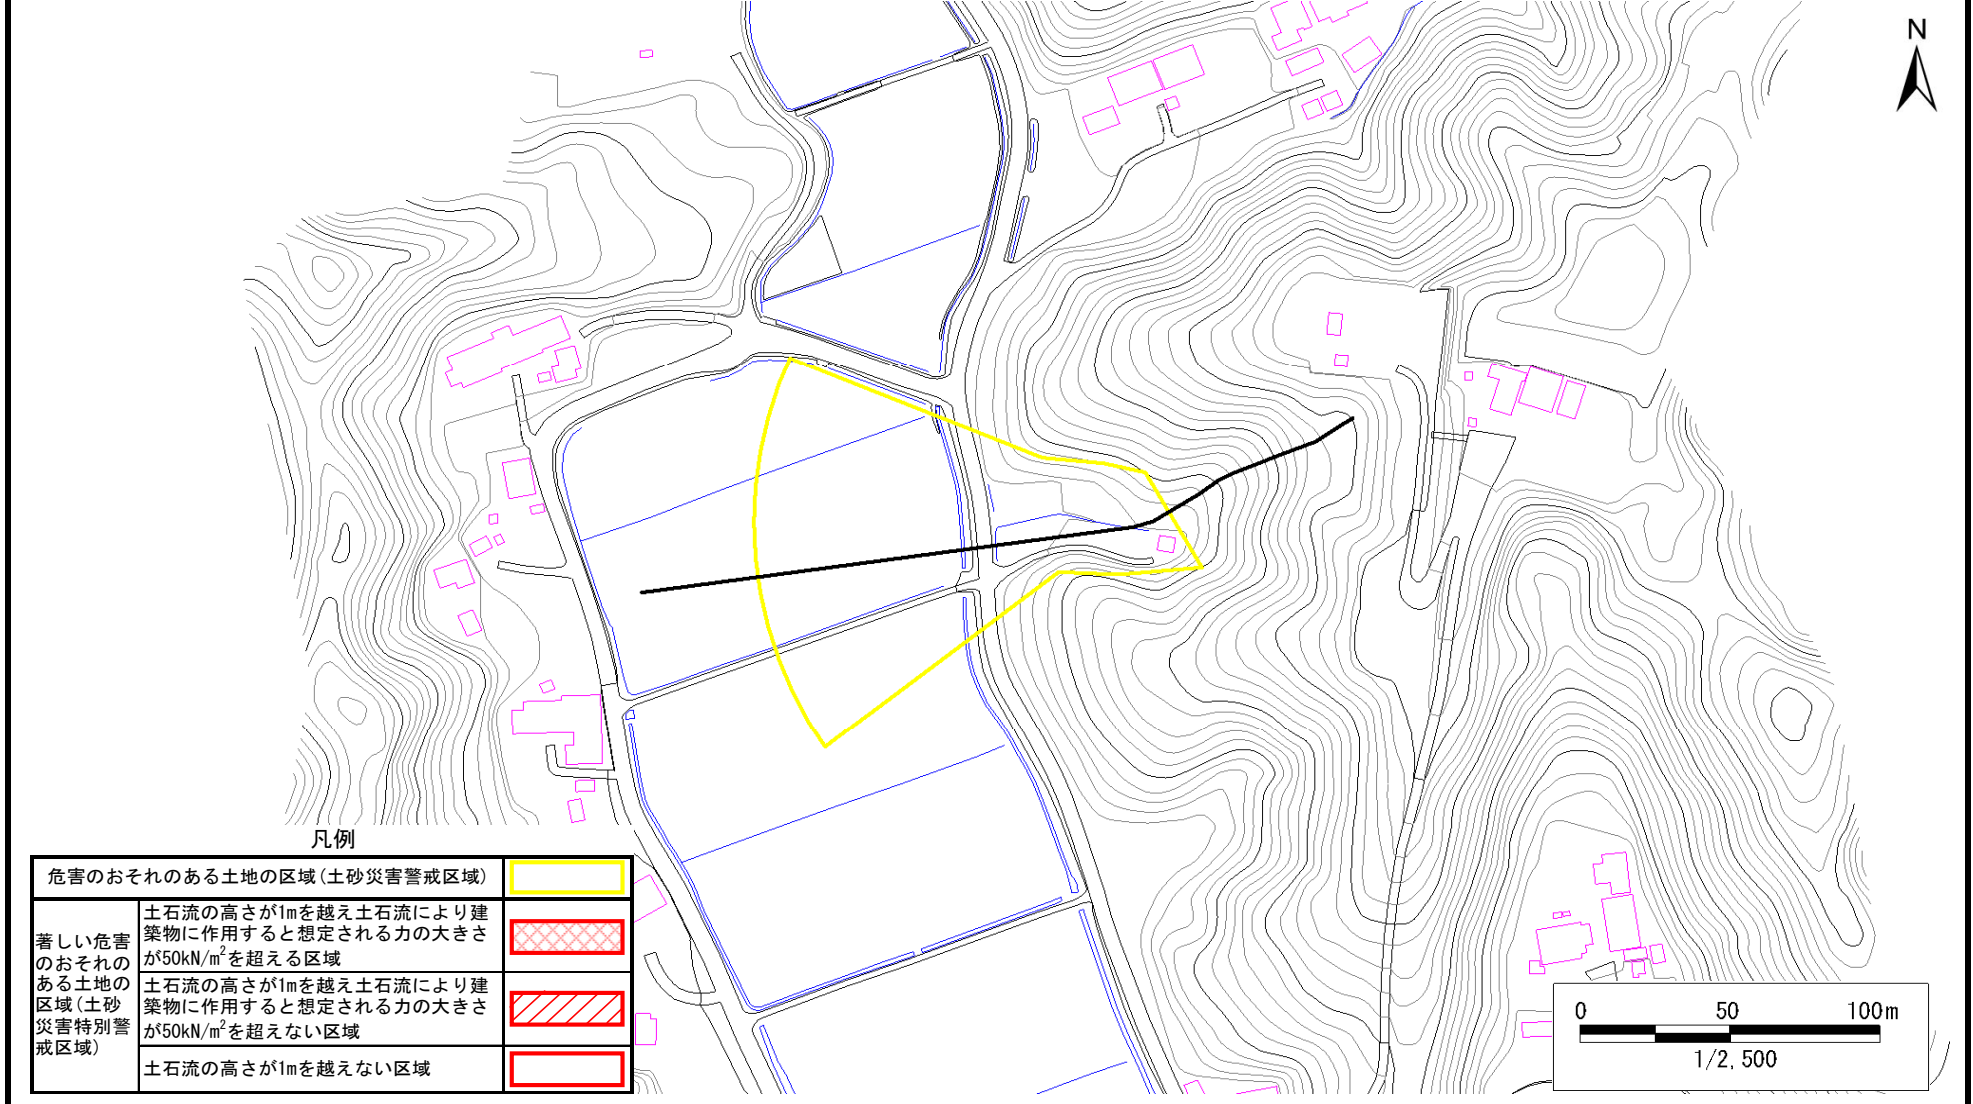 N
凡例
危害のおそれのある土地の区域(土砂災害警戒区域)
著しい危害
のおそれの
ある土地の
区域(土砂
災害特別警
戒区域)
土石流の高さが1mを越え土石流により建
築物に作用すると想定される力の大きさ
が50kN/m²を超える区域
土石流の高さが1mを越え土石流により建
築物に作用すると想定される力の大きさ
が50kN/m²を超えない区域
土石流の高さが1mを越えない区域
0 50 100m
1/2,500